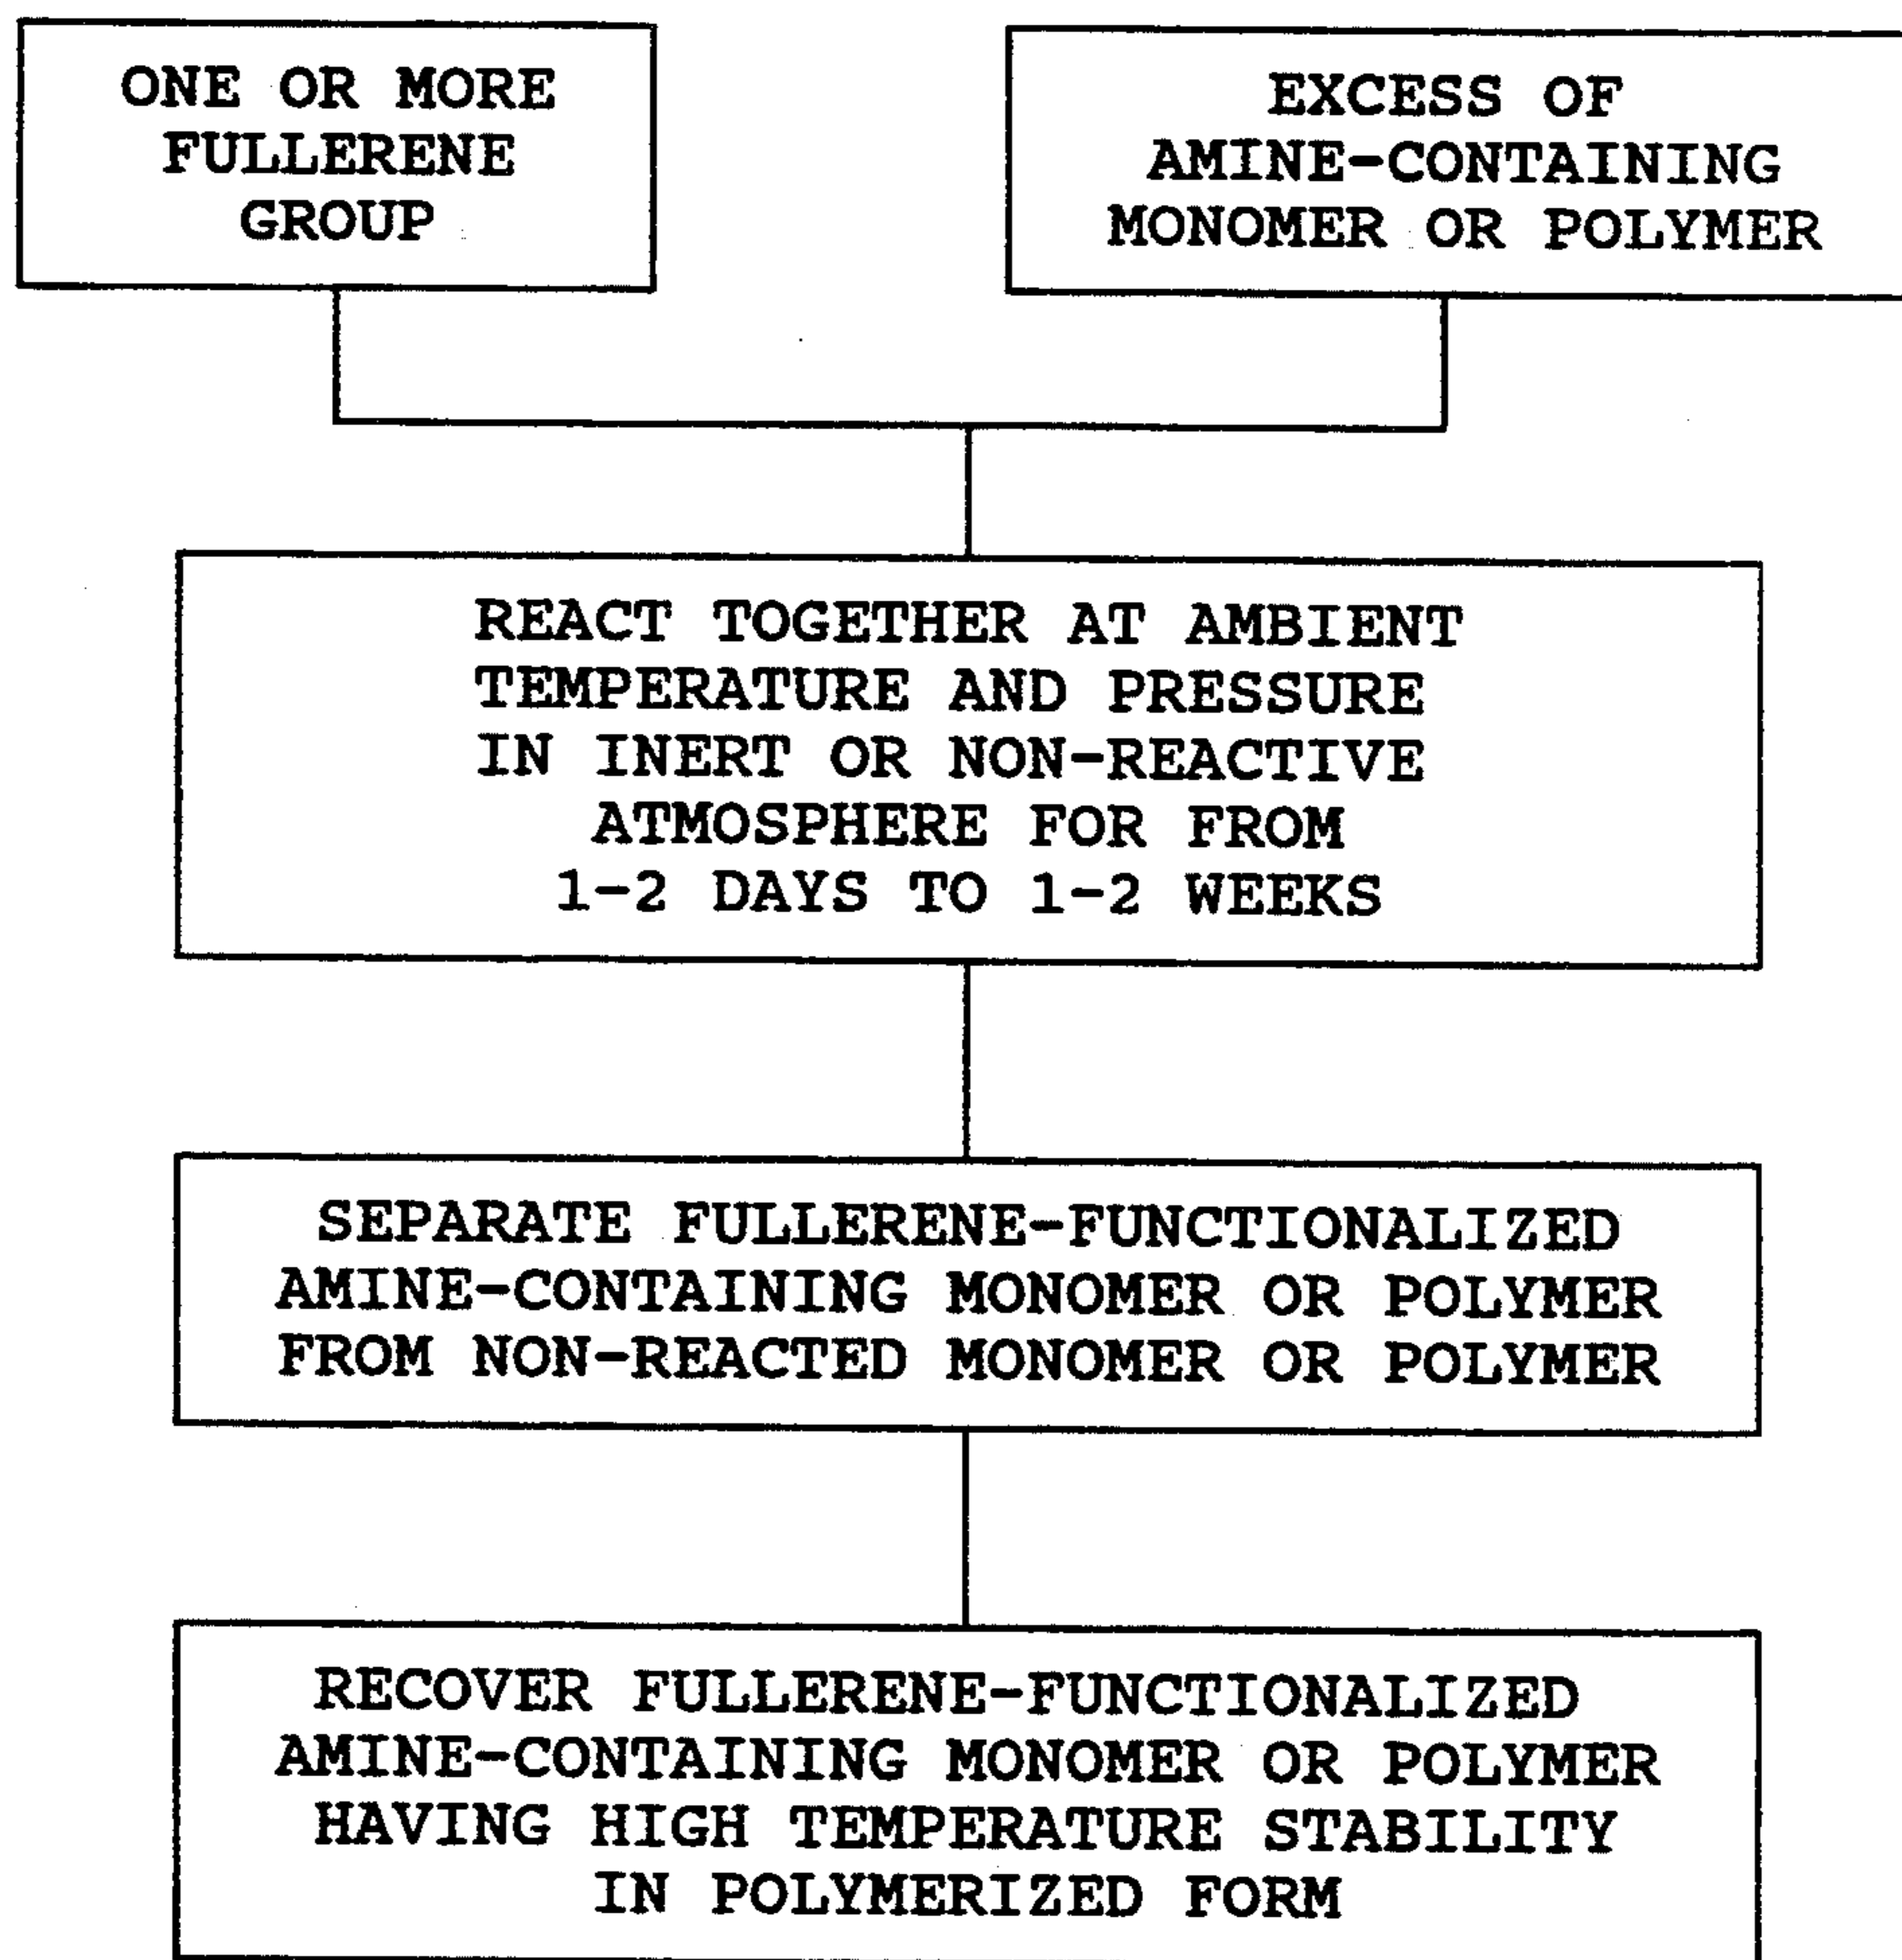 ONE OR MORE
FULLERENE
GROUP
EXCESS OF
AMINE-CONTAINING
MONOMER OR POLYMER
REACT TOGETHER AT AMBIENT
TEMPERATURE AND PRESSURE
IN INERT OR NON-REACTIVE
ATMOSPHERE FOR FROM
1-2 DAYS TO 1-2 WEEKS
SEPARATE FULLERENE-FUNCTIONALIZED
AMINE-CONTAINING MONOMER OR POLYMER
FROM NON-REACTED MONOMER OR POLYMER
RECOVER FULLERENE-FUNCTIONALIZED
AMINE-CONTAINING MONOMER OR POLYMER
HAVING HIGH TEMPERATURE STABILITY
IN POLYMERIZED FORM